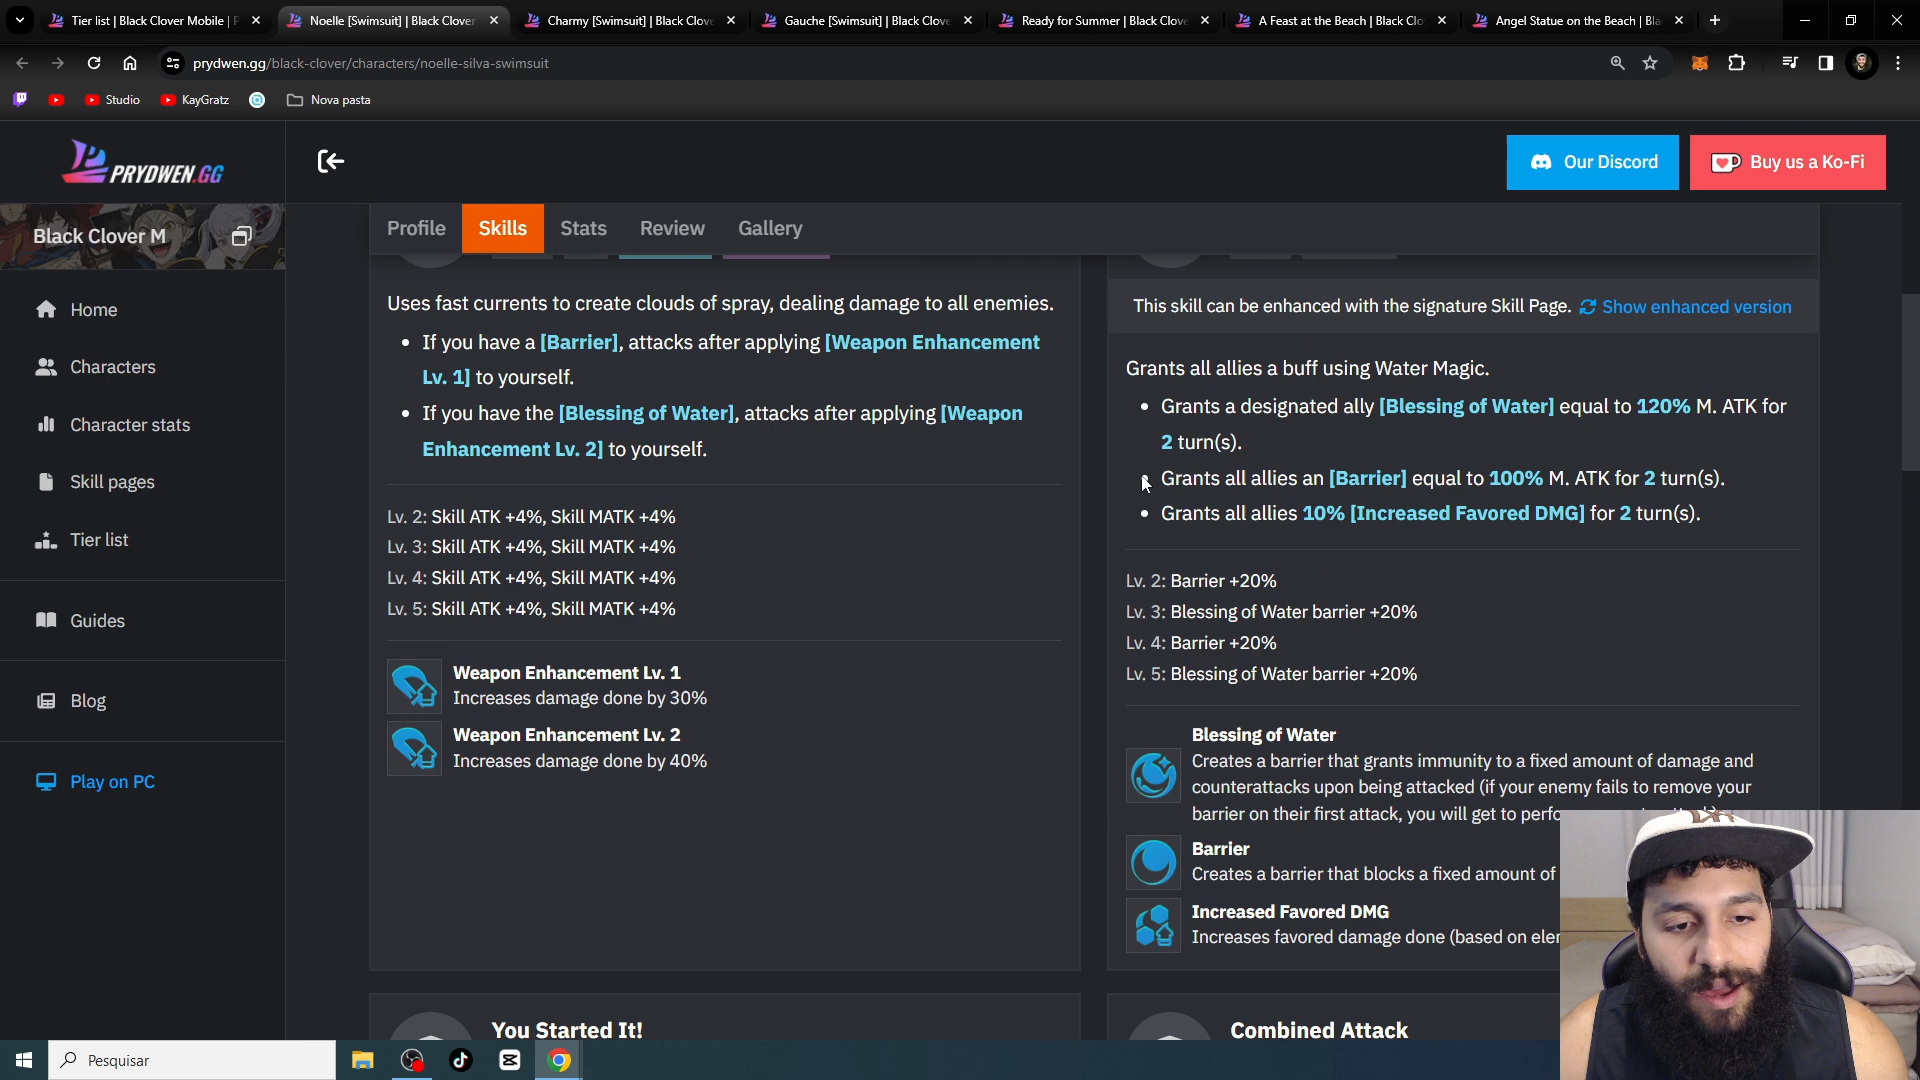 Tier list | Black Clover Mobile |
Noelle [Swimsuit] | Black Clover
Charmy [Swimsuit] | Black Clov
Gauche [Swimsuit] | Black Clove
Ready for Summer | Black Clov
A Feast at the Beach | Black Clo
Angel Statue on the Beach |
prydwen.gg/black-clover/characters/noelle-silva-swimsuit
Studio
KayGratz
Nova pasta
PRYDWEN.GG
Our Discord
Buy us a Ko-Fi
Black Clover M
Profile
Skills
Stats
Review
Gallery
Home
Characters
Character stats
Skill pages
Tier list
Guides
Blog
Play on PC
Uses fast currents to create clouds of spray, dealing damage to all enemies.
• If you have a [Barrier], attacks after applying [Weapon Enhancement
Lv. 1] to yourself.
• If you have the [Blessing of Water], attacks after applying [Weapon
Enhancement Lv. 2] to yourself.
Lv. 2: Skill ATK +4%, Skill MATK +4%
Lv. 3: Skill ATK +4%, Skill MATK +4%
Lv. 4: Skill ATK +4%, Skill MATK +4%
Lv. 5: Skill ATK +4%, Skill MATK +4%
Weapon Enhancement Lv. 1
Increases damage done by 30%
Weapon Enhancement Lv. 2
Increases damage done by 40%
This skill can be enhanced with the signature Skill Page. Show enhanced version
Grants all allies a buff using Water Magic.
• Grants a designated ally [Blessing of Water] equal to 120% M. ATK for
2 turn(s).
• Grants all allies an [Barrier] equal to 100% M. ATK for 2 turn(s).
• Grants all allies 10% [Increased Favored DMG] for 2 turn(s).
Lv. 2: Barrier +20%
Lv. 3: Blessing of Water barrier +20%
Lv. 4: Barrier +20%
Lv. 5: Blessing of Water barrier +20%
Blessing of Water
Creates a barrier that grants immunity to a fixed amount of damage and
counterattacks upon being attacked (if your enemy fails to remove your
barrier on their first attack, you will get to
Barrier
Creates a barrier that blocks a fixed amount of
Increased Favored DMG
Increases favored damage done (based on
You Started It!
Combined Attack
Pesquisar